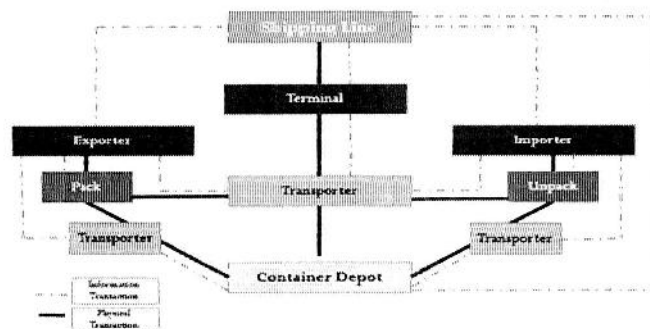 Shipping Line
Terminal
Exporter
Importer
Pack
Transporter
Unpack
Transporter
Transporter
Container Depot
Information
Transaction
Physical
Transaction